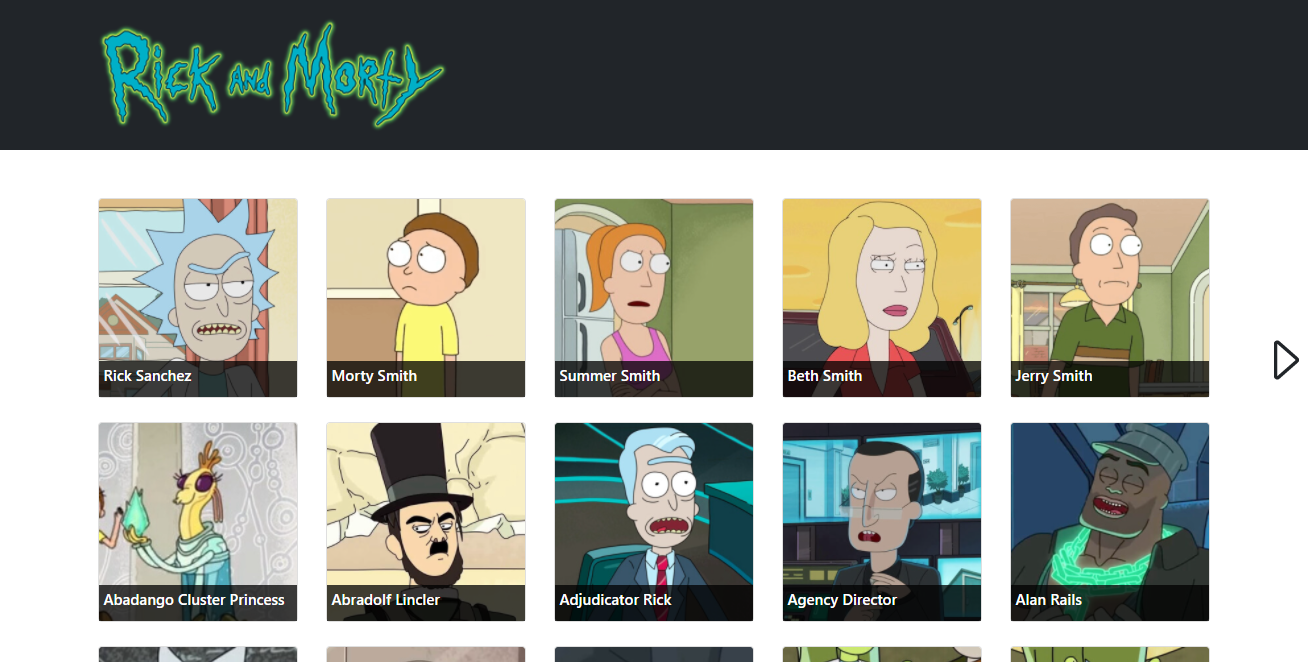 Rick and Morty
Rick Sanchez
Morty Smith
Summer Smith
Beth Smith
Jerry Smith
Abadango Cluster Princess
Abradolf Lincler
Adjudicator Rick
Agency Director
Alan Rails